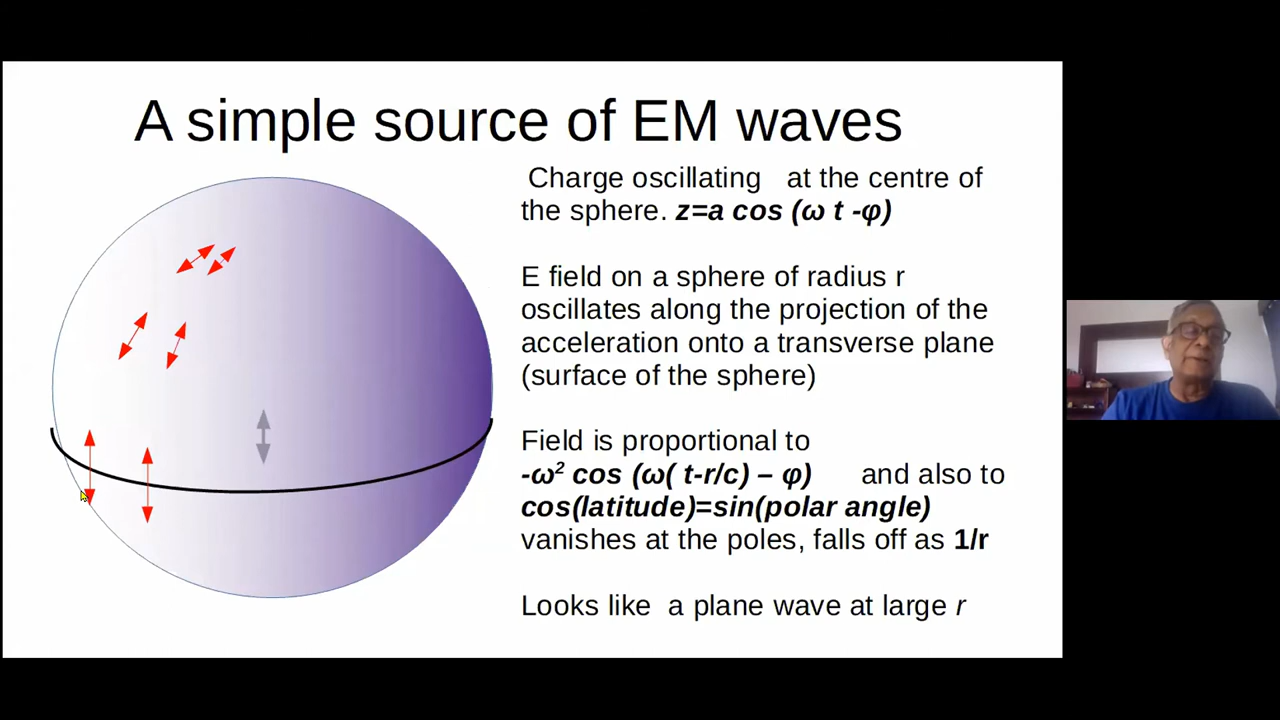 A simple source of EM waves
Charge oscillating at the centre of
the sphere. z=a cos (ω t -φ)
E field on a sphere of radius r
oscillates along the projection of the
acceleration onto a transverse plane
(surface of the sphere)
Field is proportional to
-ω² cos (ω( t-r/c) – φ) and also to
cos(latitude)=sin(polar angle)
vanishes at the poles, falls off as 1/r
Looks like a plane wave at large r